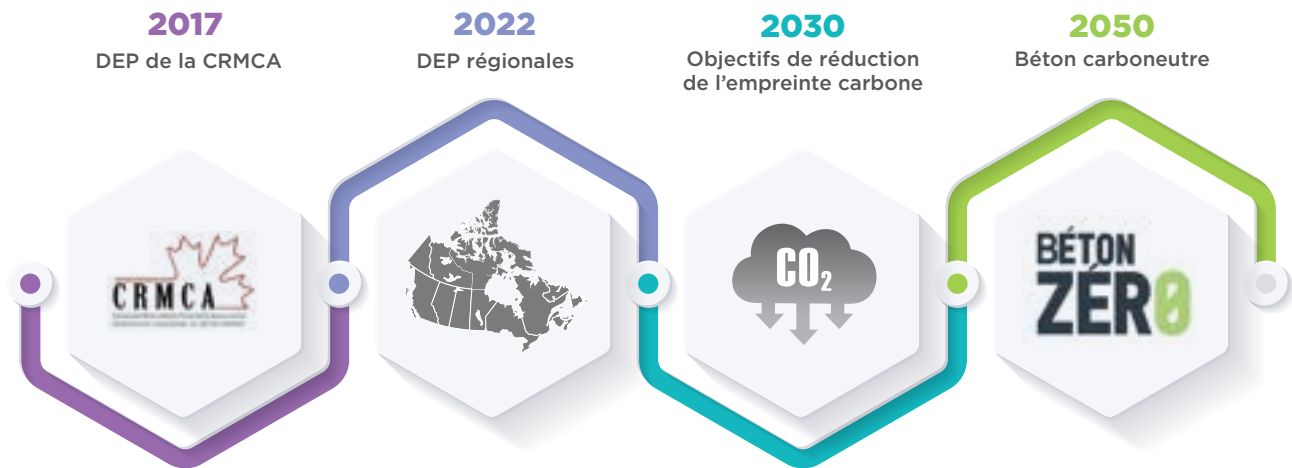 2017
DEP de la CRMCA
2022
DEP régionales
2030
Objectifs de réduction
de l’empreinte carbone
2050
Béton carboneutre
CRMCA
CO₂
BÉTON
ZÉR0